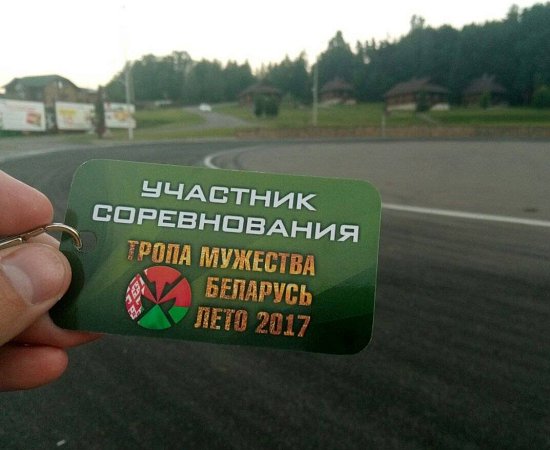 УЧАСТНИК
СОРЕВНОВАНИЯ
ТРОПА МУЖЕСТВА
БЕЛАРУСЬ
ЛЕТО 2017